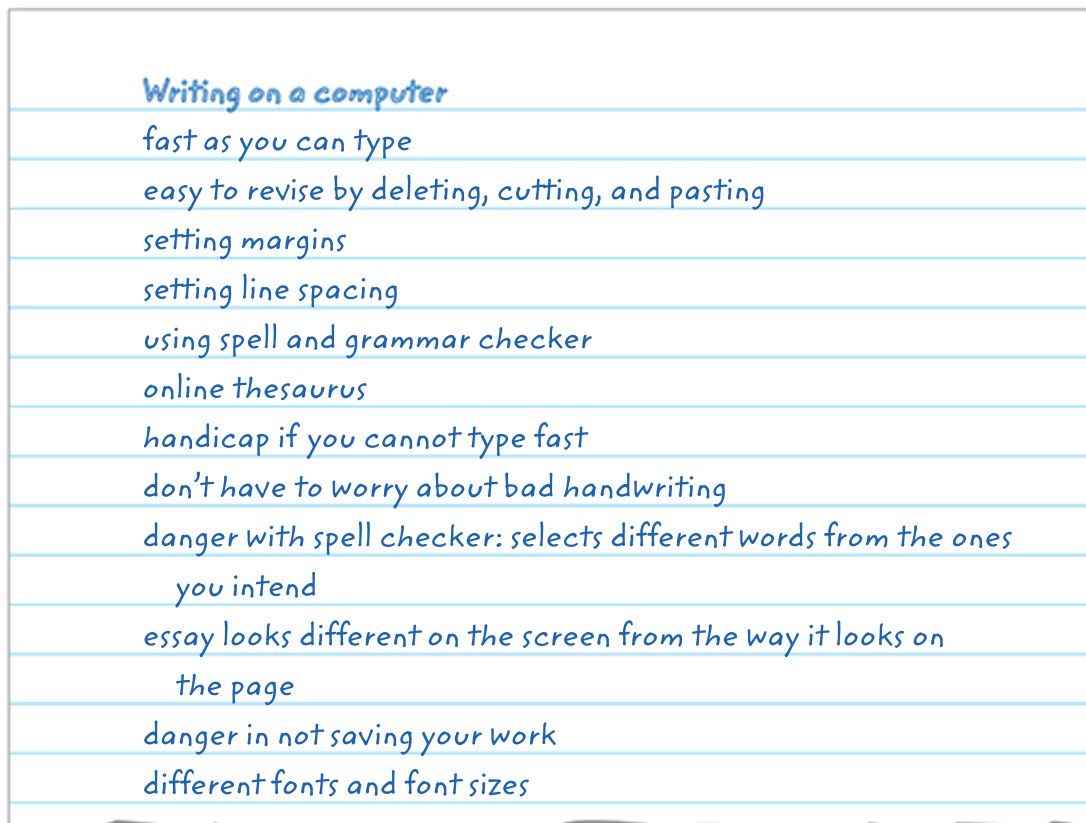 Writing on a computer
fast as you can type
easy to revise by deleting, cutting, and pasting
setting margins
setting line spacing
using spell and grammar checker
online thesaurus
handicap if you cannot type fast
don't have to worry about bad handwriting
danger with spell checker: selects different words from the ones
you intend
essay looks different on the screen from the way it looks on
the page
danger in not saving your work
different fonts and font sizes